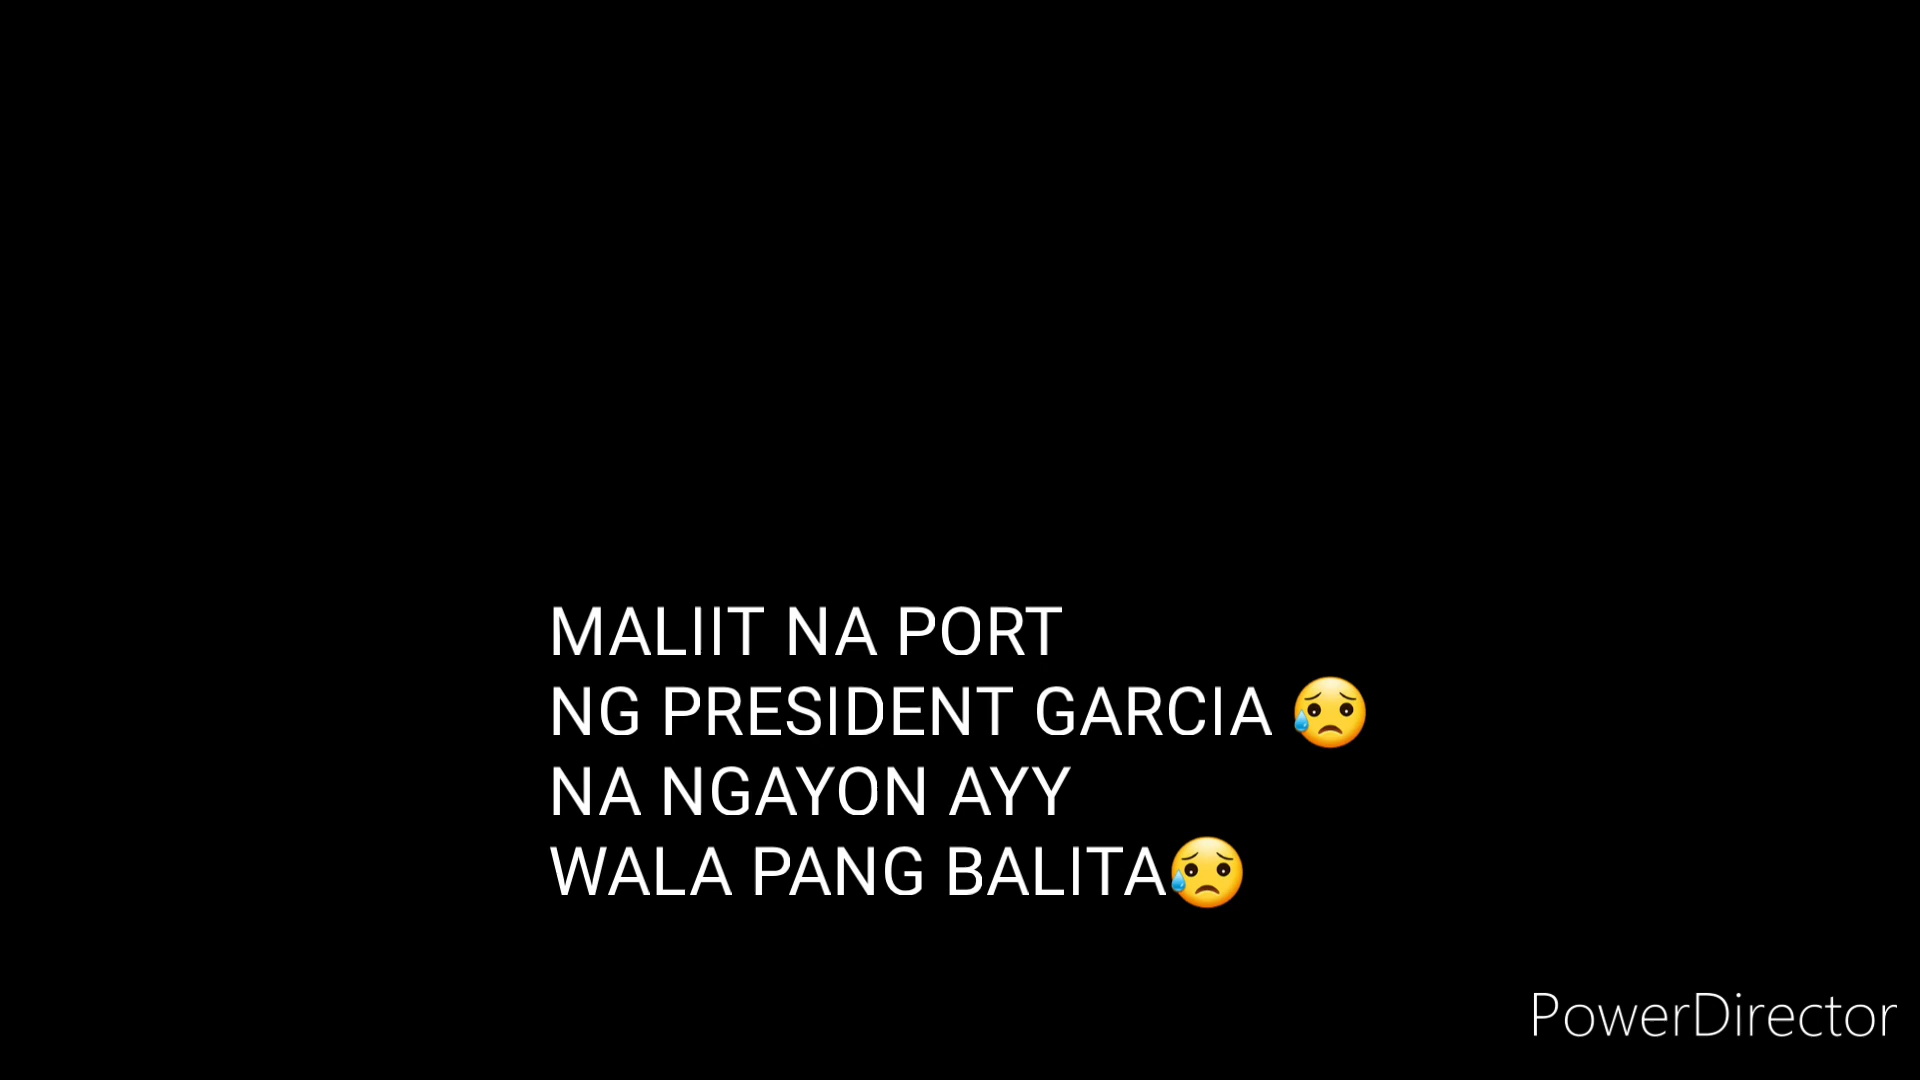 MALIIT NA PORT
NG PRESIDENT GARCIA 😥
NA NGAYON AYY
WALA PANG BALITA😥
PowerDirector